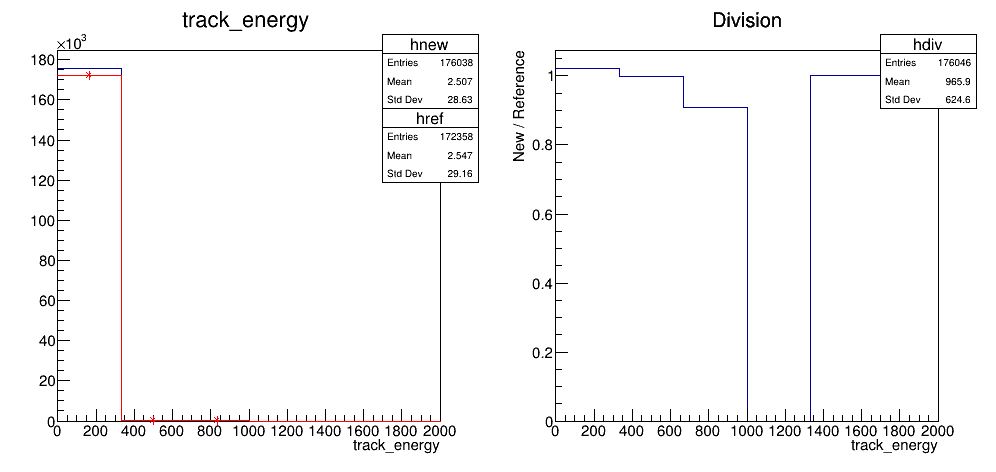 track_energy
×10³
180
160
140
120
100
80
60
40
20
0
0 200 400 600 800 1000 1200 1400 1600 1800 2000
track_energy
hnew
Entries 176038
Mean 2.507
Std Dev 28.63
href
Entries 172358
Mean 2.547
Std Dev 29.16
Division
New / Reference
1
0.8
0.6
0.4
0.2
0
0 200 400 600 800 1000 1200 1400 1600 1800 2000
track_energy
hdiv
Entries 176046
Mean 965.9
Std Dev 624.6